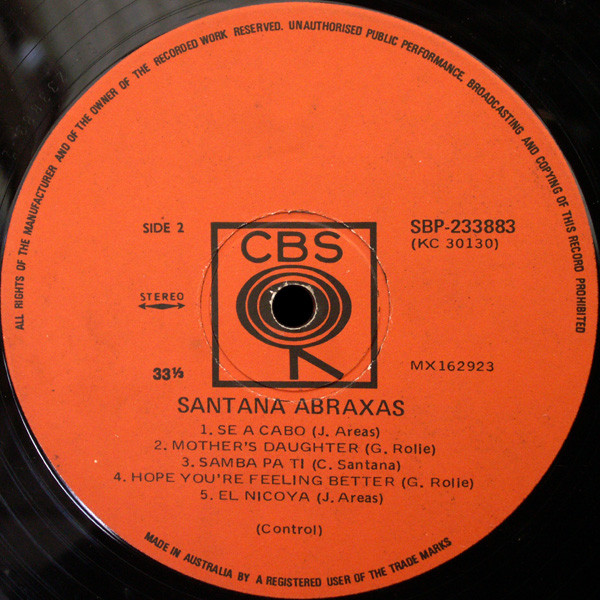 ALL RIGHTS OF THE MANUFACTURER AND OF THE OWNER OF THE RECORDED WORK RESERVED. UNAUTHORISED PUBLIC PERFORMANCE, BROADCASTING AND COPYING OF THIS RECORD PROHIBITED
SIDE 2
CBS
SBP-233883
(KC 30130)
STEREO
33⅓
MX162923
SANTANA ABRAXAS
1. SE A CABO (J. Areas)
2. MOTHER'S DAUGHTER (G. Rolie)
3. SAMBA PA TI (C. Santana)
4. HOPE YOU'RE FEELING BETTER (G. Rolie)
5. EL NICOYA (J. Areas)
(Control)
MADE IN AUSTRALIA BY A REGISTERED USER OF THE TRADE MARKS